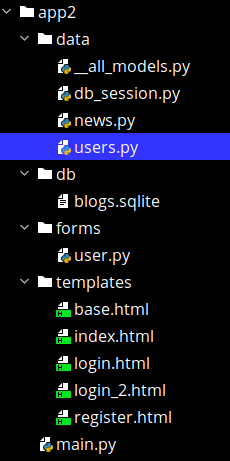 app2
data
__all_models.py
db_session.py
news.py
users.py
db
blogs.sqlite
forms
user.py
templates
base.html
index.html
login.html
login_2.html
register.html
main.py